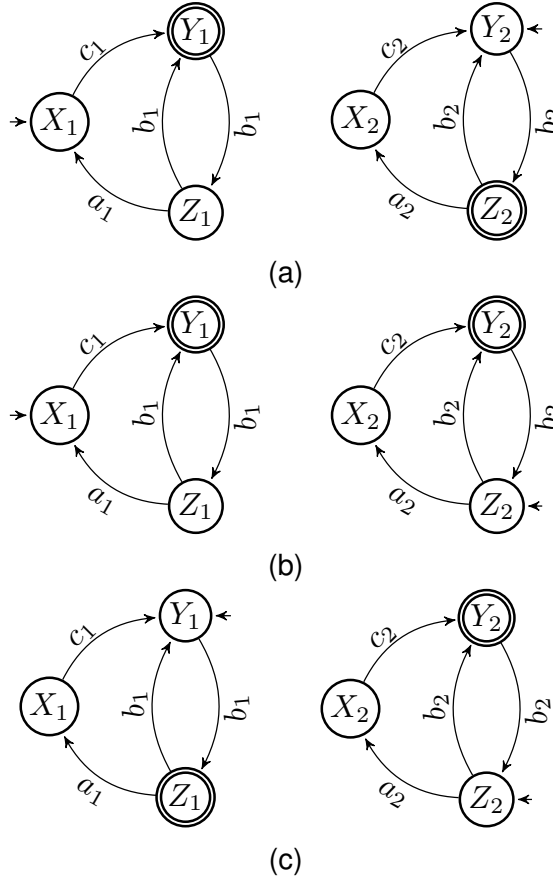 c₁ Y₁ c₂ Y₂
X₁ b₁ b₁ X₂ b₂ b₂
a₁ Z₁ a₂ Z₂
(a)
c₁ Y₁ c₂ Y₂
X₁ b₁ b₁ X₂ b₂ b₂
a₁ Z₁ a₂ Z₂
(b)
c₁ Y₁ c₂ Y₂
X₁ b₁ b₁ X₂ b₂ b₂
a₁ Z₁ a₂ Z₂
(c)